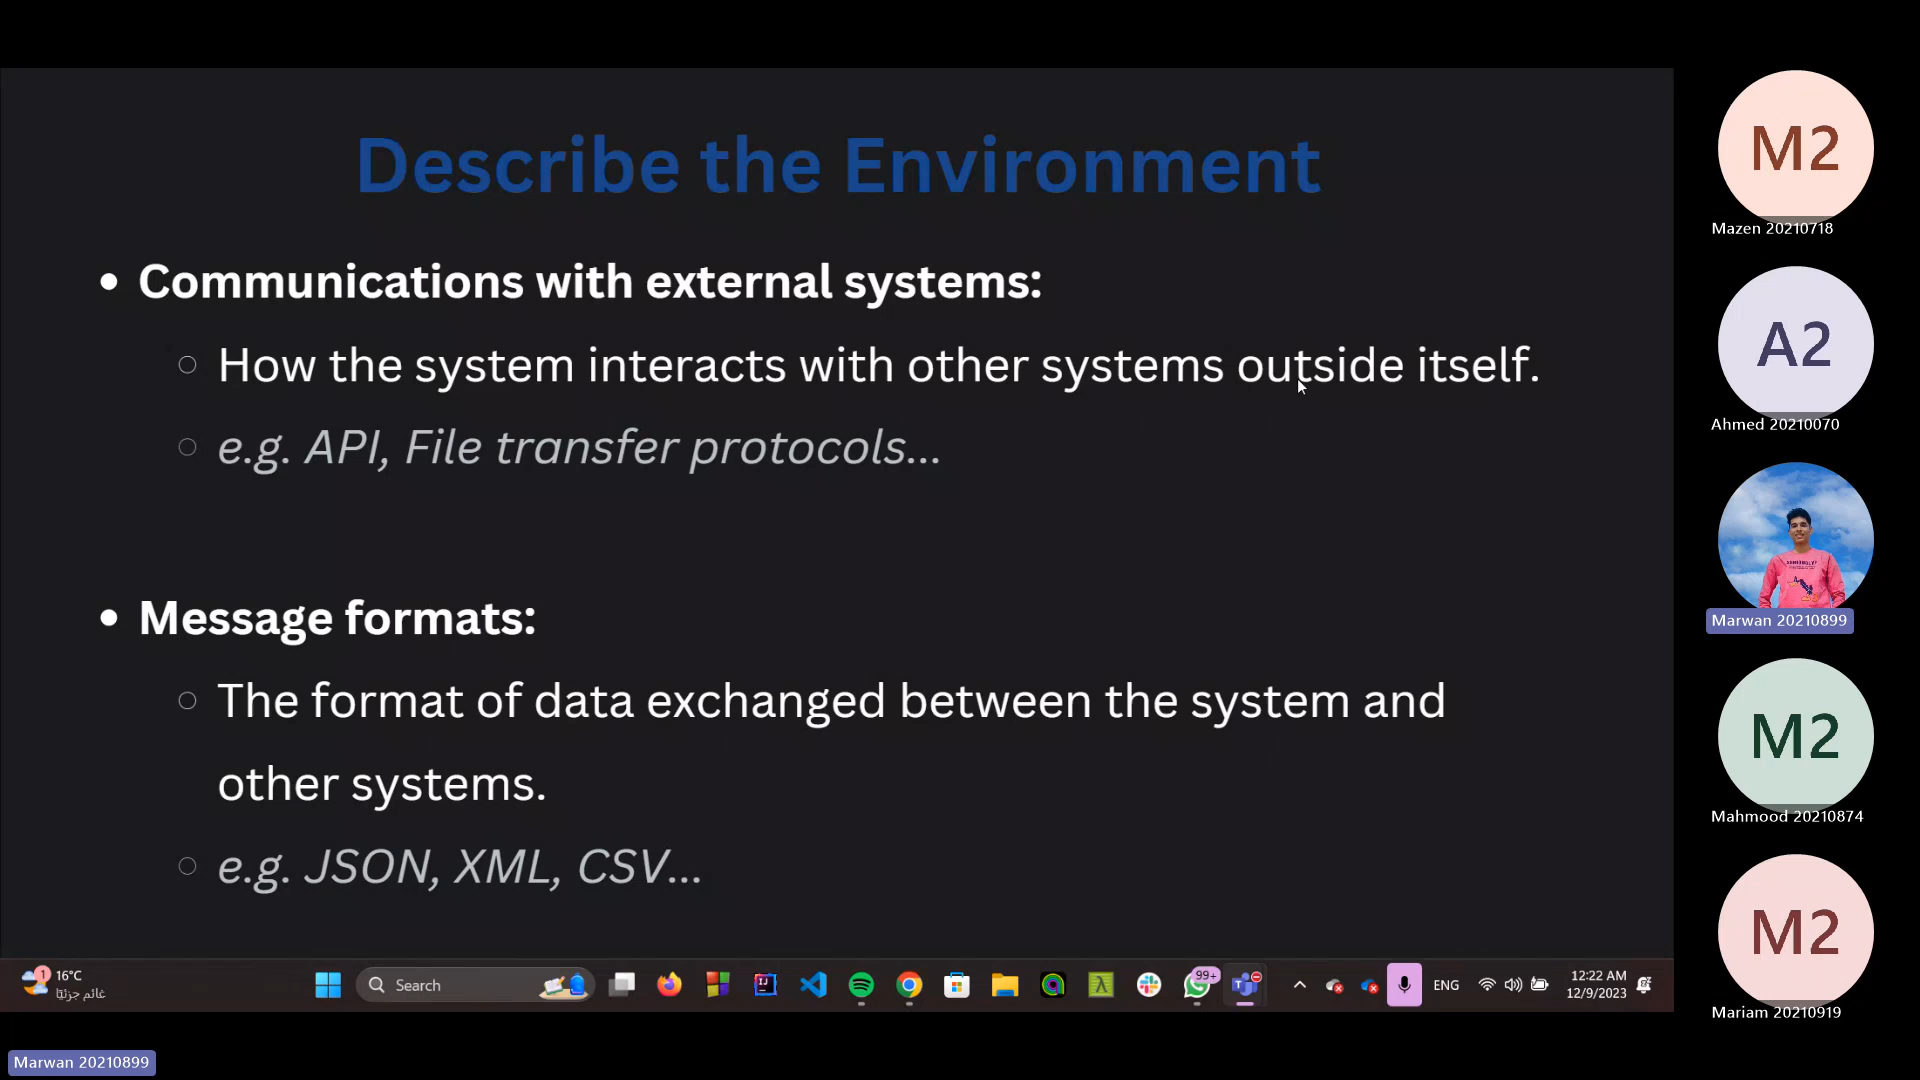 Describe the Environment
• Communications with external systems:
○ How the system interacts with other systems outside itself.
○ e.g. API, File transfer protocols...
• Message formats:
○ The format of data exchanged between the system and
other systems.
○ e.g. JSON, XML, CSV...
M2
Mazen 20210718
A2
Ahmed 20210070
Marwan 20210899
M2
Mahmood 20210874
M2
Mariam 20210919
1
16°C
غائم جزئيًا
Search
99+
ENG
12:22 AM
12/9/2023
Marwan 20210899